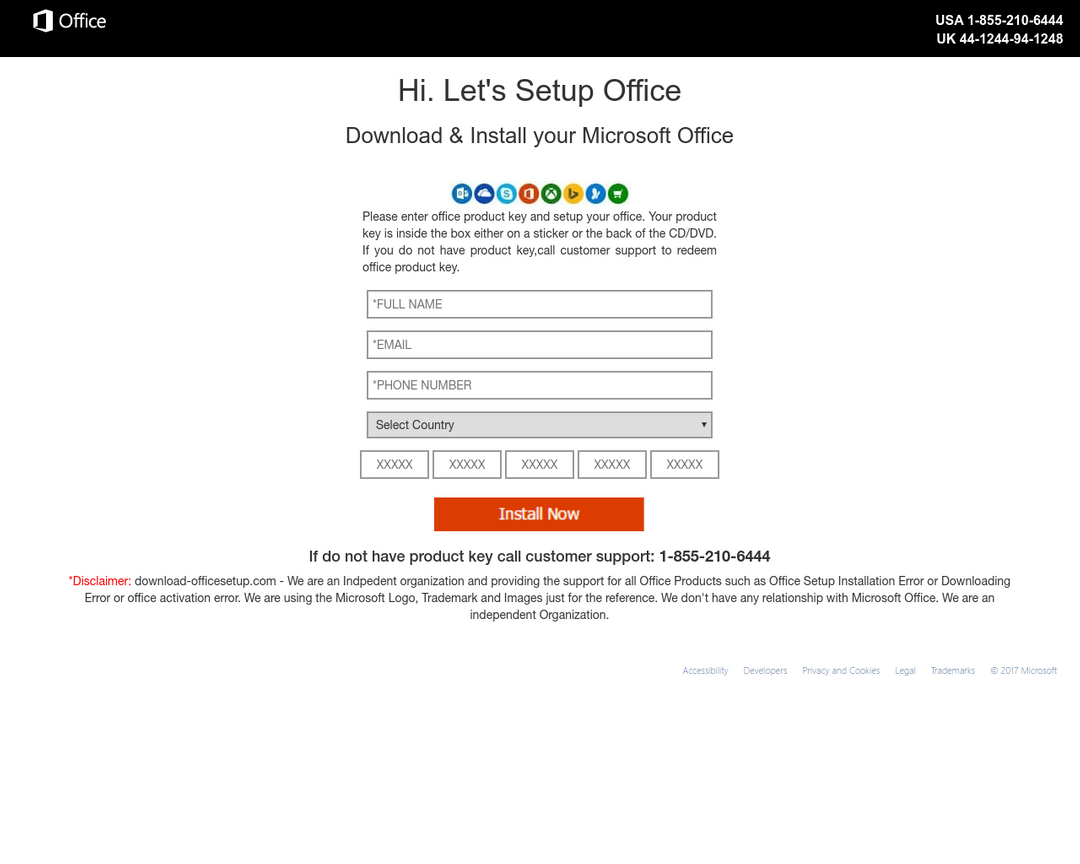 Office
USA 1-855-210-6444
UK 44-1244-94-1248
Hi. Let's Setup Office
Download & Install your Microsoft Office
Please enter office product key and setup your office. Your product
key is inside the box either on a sticker or the back of the CD/DVD.
If you do not have product key,call customer support to redeem
office product key.
*FULL NAME
*EMAIL
*PHONE NUMBER
Select Country
XXXXX XXXXX XXXXX XXXXX XXXXX
Install Now
If do not have product key call customer support: 1-855-210-6444
*Disclaimer: download-officesetup.com - We are an Indpedent organization and providing the support for all Office Products such as Office Setup Installation Error or Downloading
Error or office activation error. We are using the Microsoft Logo, Trademark and Images just for the reference. We don't have any relationship with Microsoft Office. We are an
independent Organization.
Accessibility Developers Privacy and Cookies Legal Trademarks © 2017 Microsoft